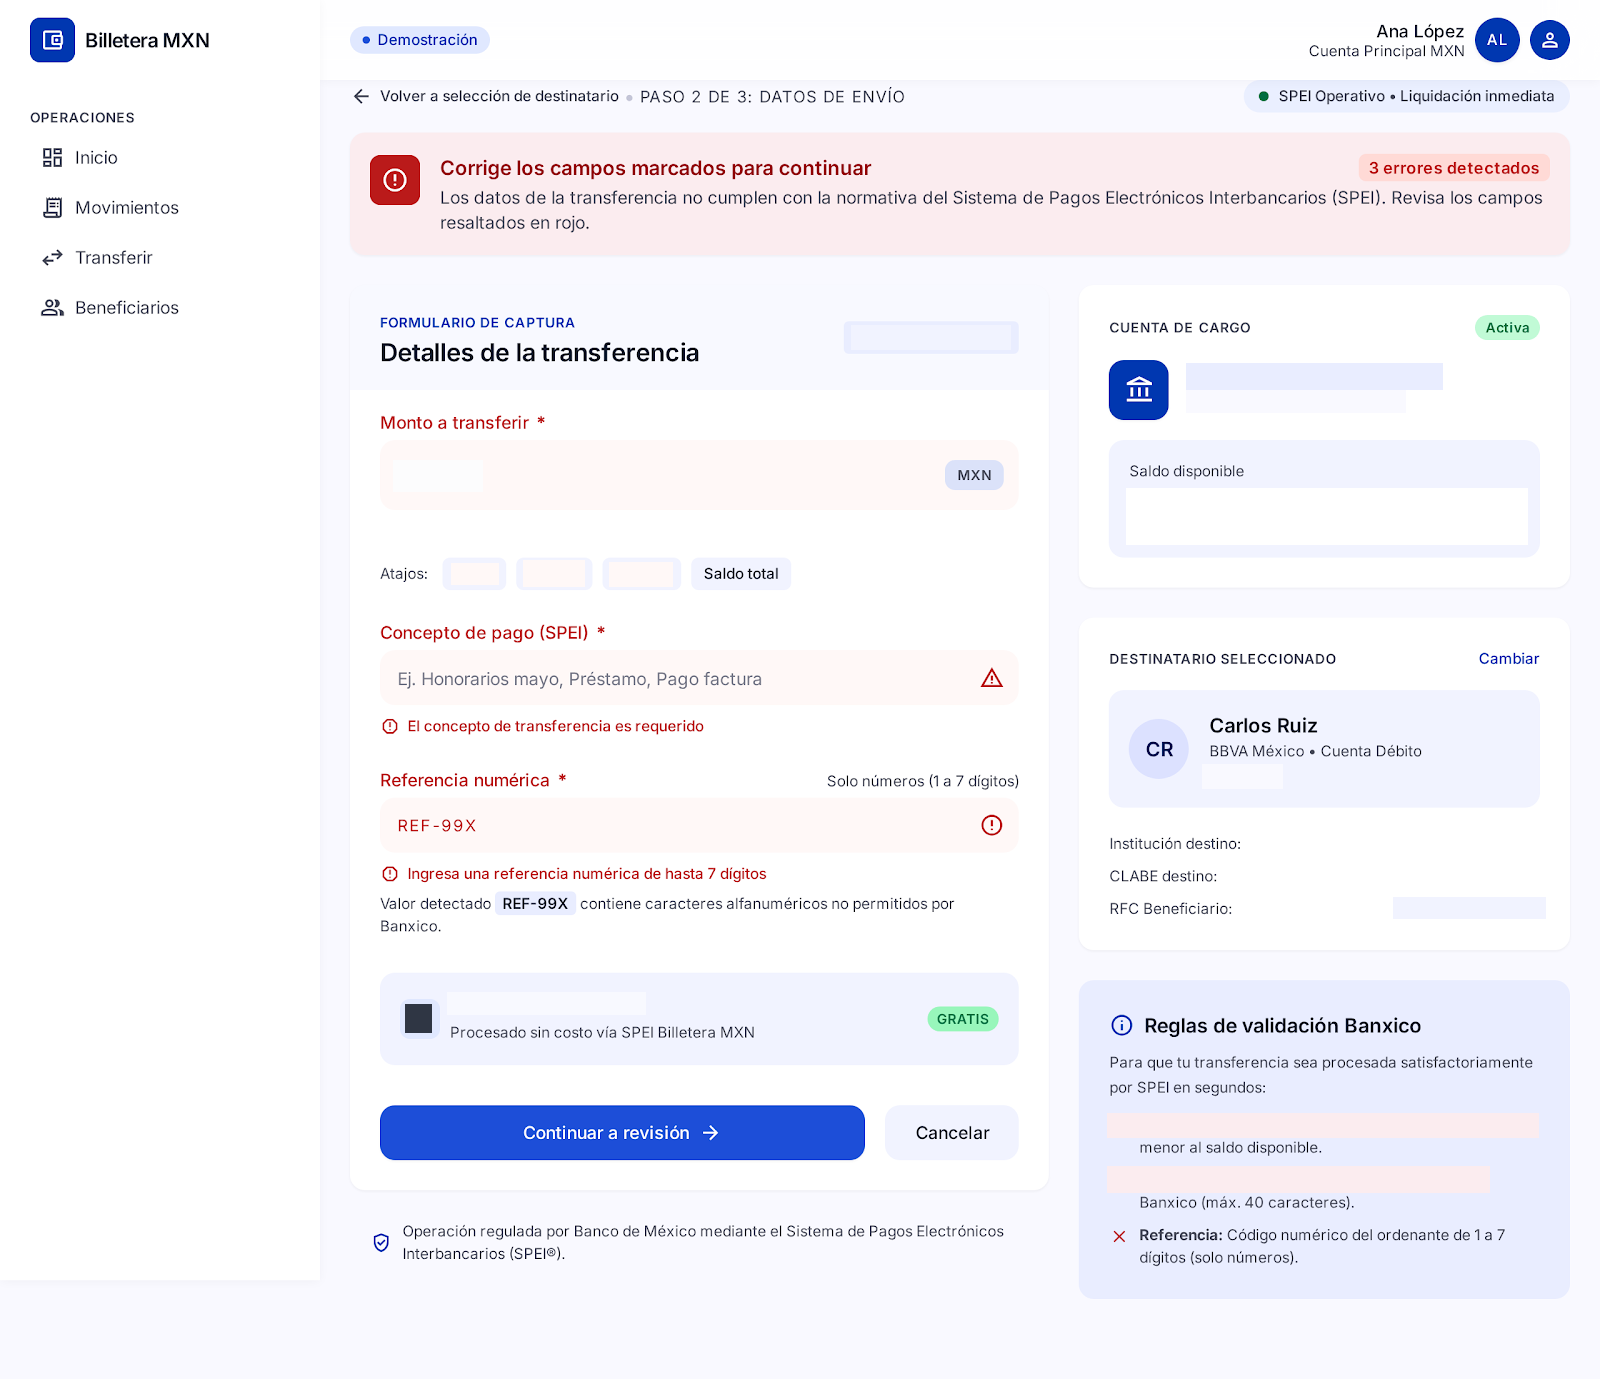 Billetera MXN
Demostración
Ana López
Cuenta Principal MXN
AL
OPERACIONES
Inicio
Movimientos
Transferir
Beneficiarios
Volver a selección de destinatario
PASO 2 DE 3: DATOS DE ENVÍO
SPEI Operativo • Liquidación inmediata
Corrige los campos marcados para continuar
3 errores detectados
Los datos de la transferencia no cumplen con la normativa del Sistema de Pagos Electrónicos Interbancarios (SPEI). Revisa los campos
resaltados en rojo.
FORMULARIO DE CAPTURA
Detalles de la transferencia
Monto a transferir *
MXN
Atajos:
Saldo total
Concepto de pago (SPEI) *
Ej. Honorarios mayo, Préstamo, Pago factura
El concepto de transferencia es requerido
Referencia numérica *
Solo números (1 a 7 dígitos)
REF-99X
Ingresa una referencia numérica de hasta 7 dígitos
Valor detectado REF-99X contiene caracteres alfanuméricos no permitidos por
Banxico.
Procesado sin costo vía SPEI Billetera MXN
GRATIS
Continuar a revisión
Cancelar
Operación regulada por Banco de México mediante el Sistema de Pagos Electrónicos
Interbancarios (SPEI®).
CUENTA DE CARGO
Activa
Saldo disponible
DESTINATARIO SELECCIONADO
Cambiar
CR
Carlos Ruiz
BBVA México • Cuenta Débito
Institución destino:
CLABE destino:
RFC Beneficiario:
Reglas de validación Banxico
Para que tu transferencia sea procesada satisfactoriamente
por SPEI en segundos:
menor al saldo disponible.
Banxico (máx. 40 caracteres).
Referencia: Código numérico del ordenante de 1 a 7
dígitos (solo números).